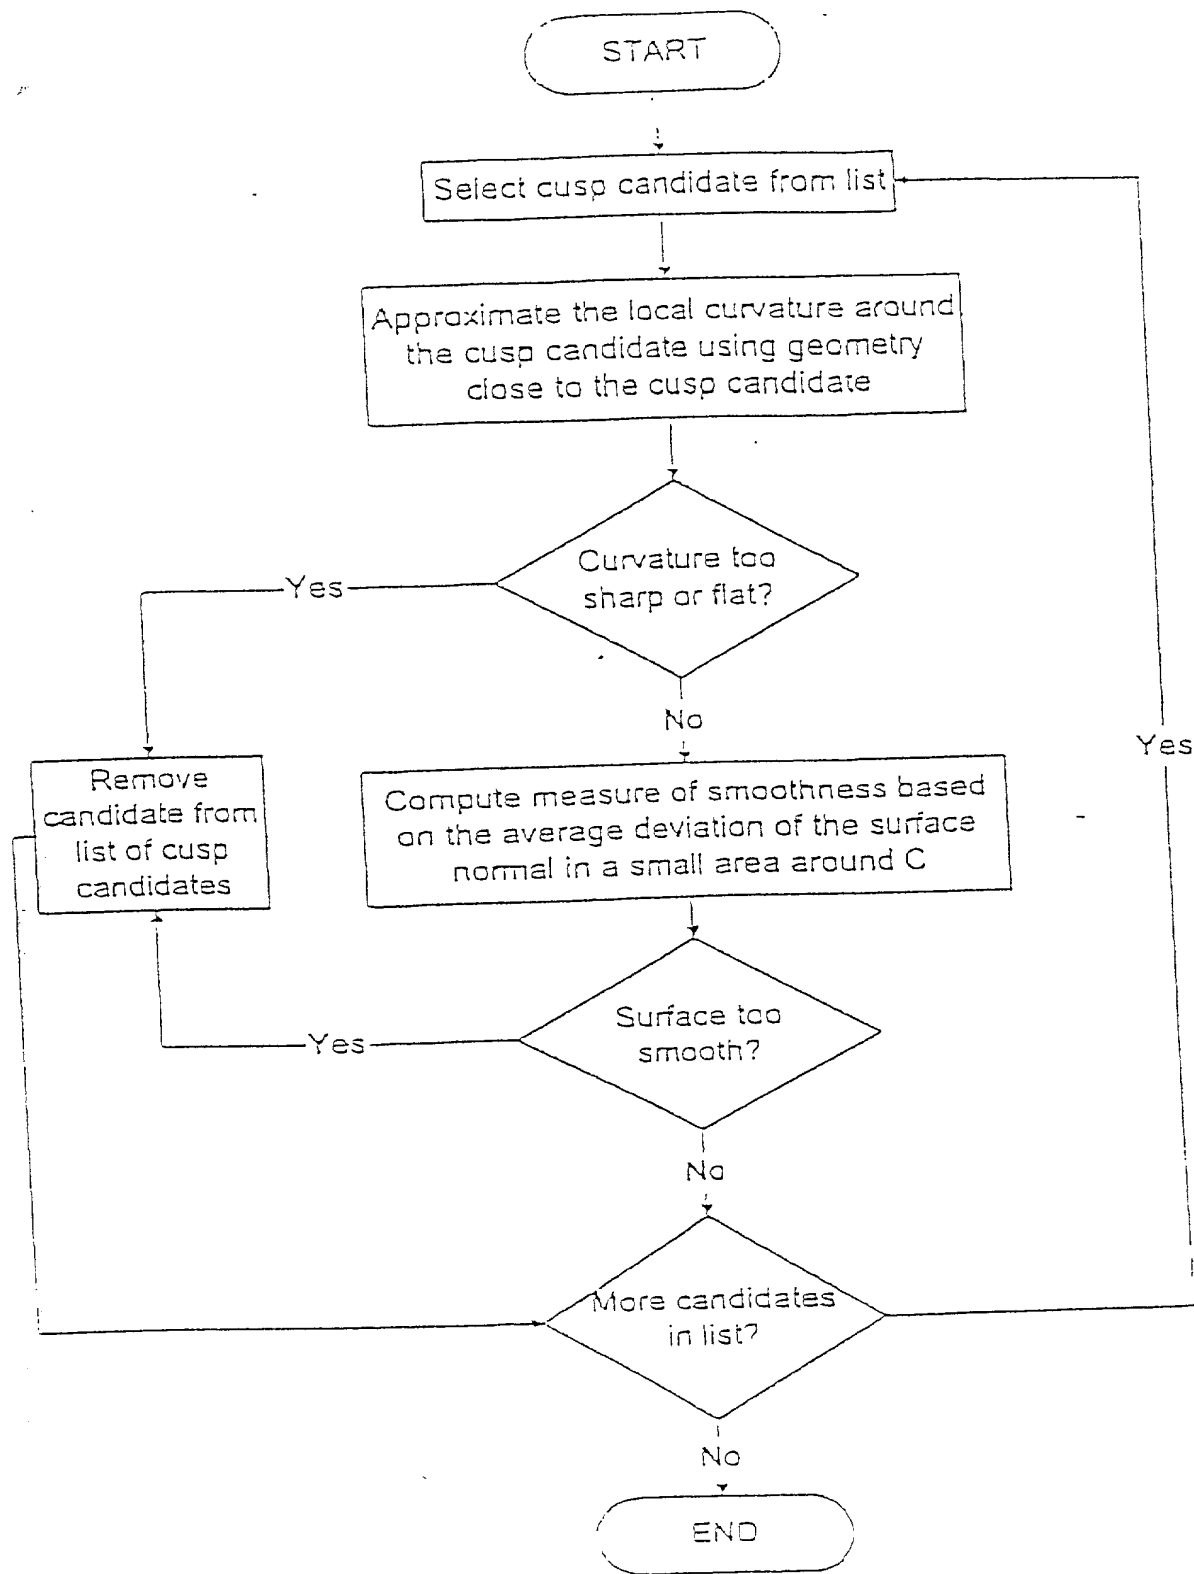 START
Select cusp candidate from list
Approximate the local curvature around
the cusp candidate using geometry
close to the cusp candidate
Curvature too
sharp or flat?
Yes
No
Yes
Remove
candidate from
list of cusp
candidates
Compute measure of smoothness based
on the average deviation of the surface
normal in a small area around C
Surface too
smooth?
Yes
No
More candidates
in list?
No
END